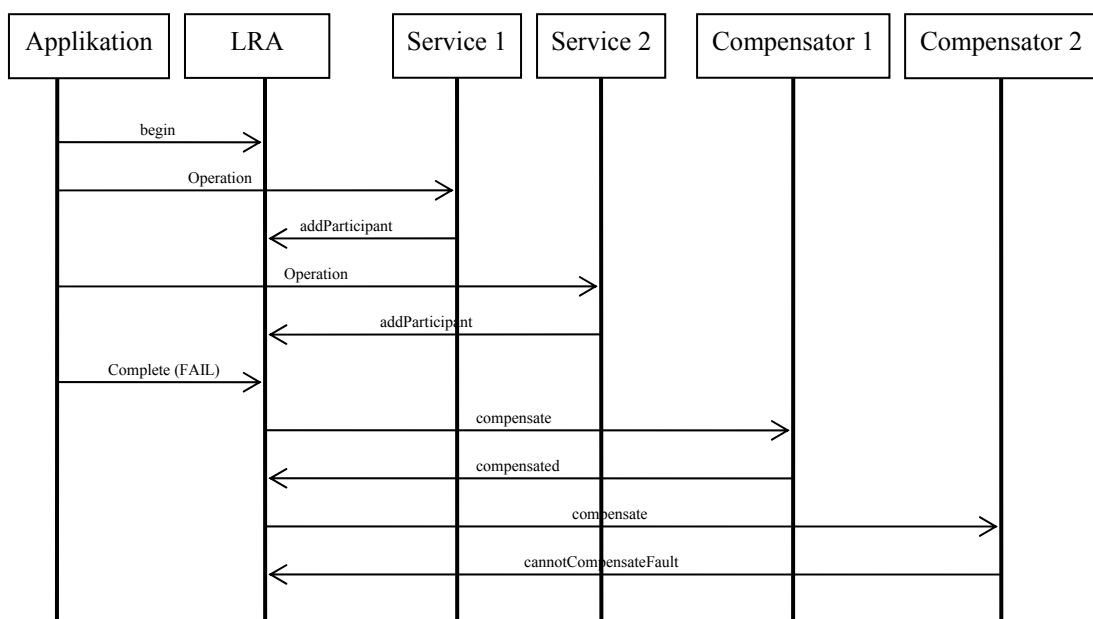 Applikation
LRA
Service 1
Service 2
Compensator 1
Compensator 2
begin
Operation
addParticipant
Operation
addParticipant
Complete (FAIL)
compensate
compensated
compensate
cannotCompensateFault